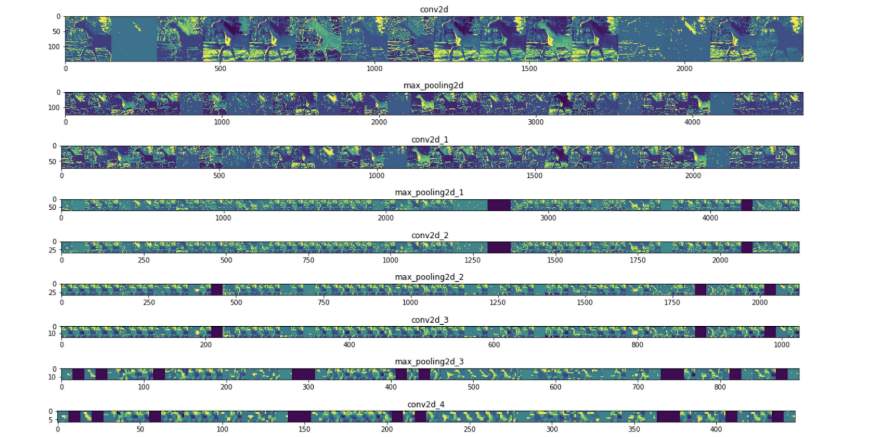 conv2d
0
50
100
0 500 1000 1500 2000
max_pooling2d
0
100
0 1000 2000 3000 4000
conv2d_1
0
50
0 500 1000 1500 2000
max_pooling2d_1
0
50
0 1000 2000 3000 4000
conv2d_2
0
25
0 250 500 750 1000 1250 1500 1750 2000
max_pooling2d_2
0
25
0 250 500 750 1000 1250 1500 1750 2000
conv2d_3
0
10
0 200 400 600 800 1000
max_pooling2d_3
0
10
0 100 200 300 400 500 600 700 800
conv2d_4
0
5
0 50 100 150 200 250 300 350 400